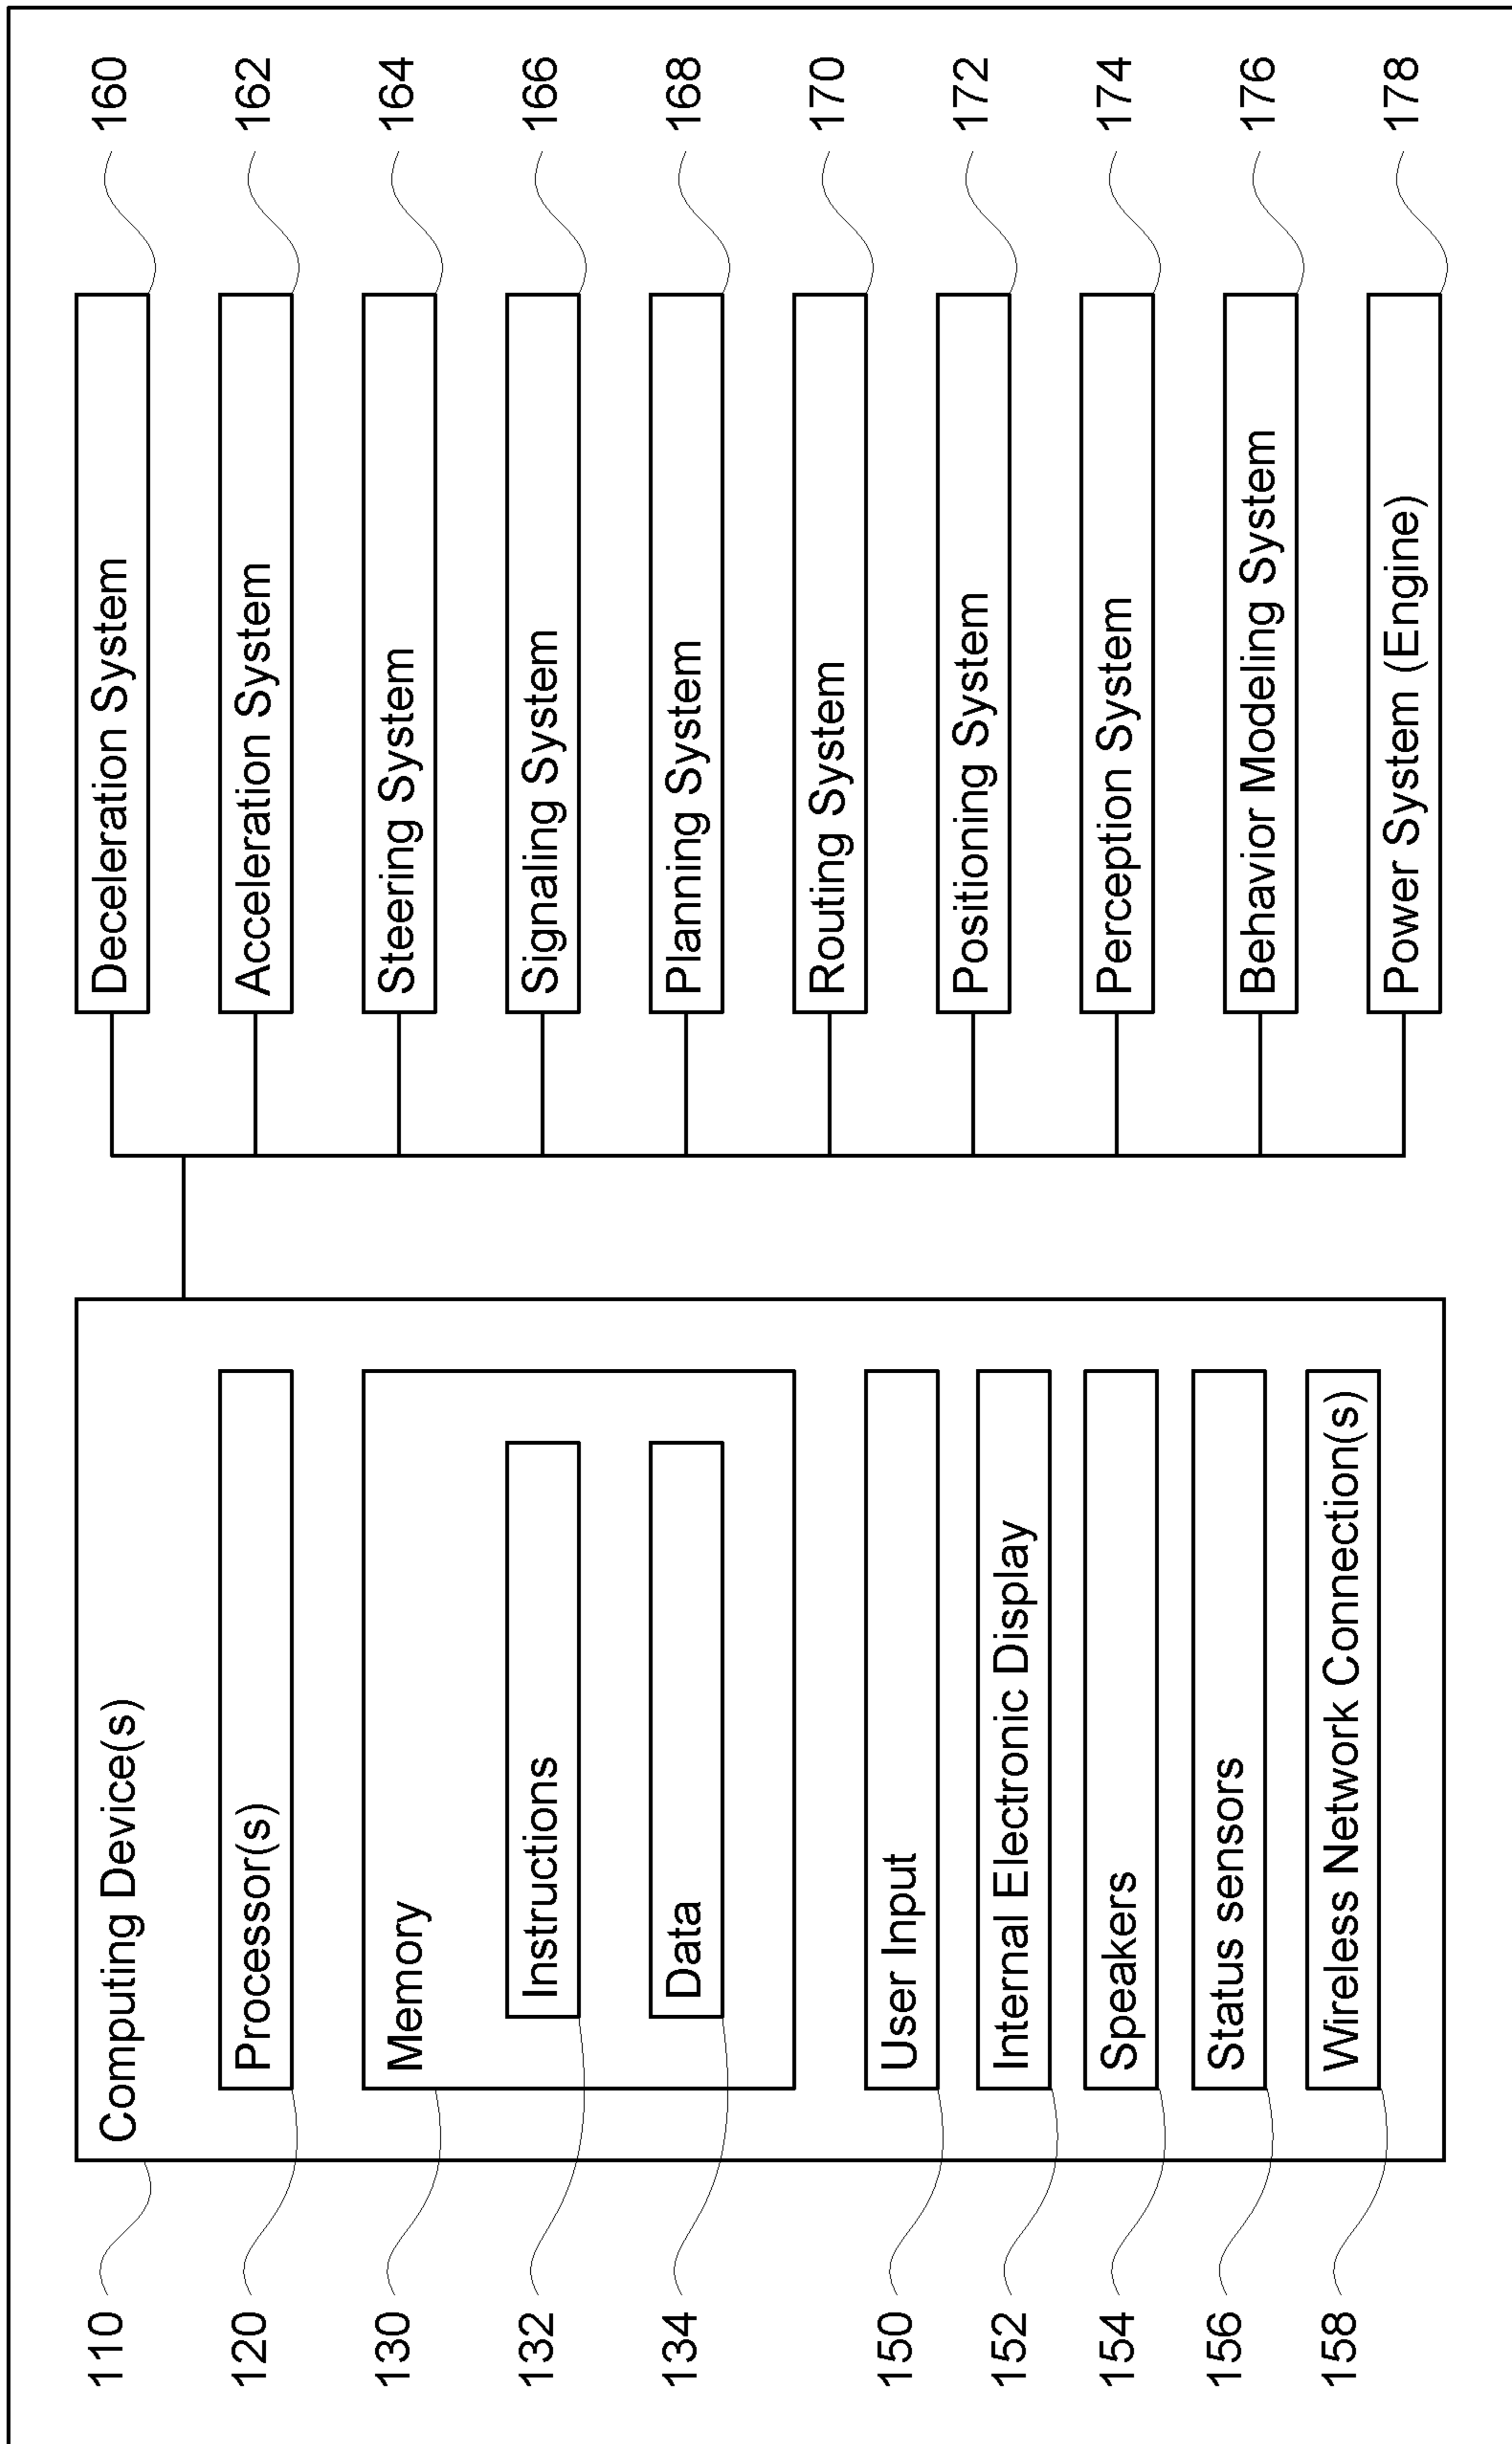 110
Computing Device(s)
120
Processor(s)
130
Memory
132
Instructions
134
Data
150
User Input
152
Internal Electronic Display
154
Speakers
156
Status sensors
158
Wireless Network Connection(s)
Deceleration System
160
Acceleration System
162
Steering System
164
Signaling System
166
Planning System
168
Routing System
170
Positioning System
172
Perception System
174
Behavior Modeling System
176
Power System (Engine)
178